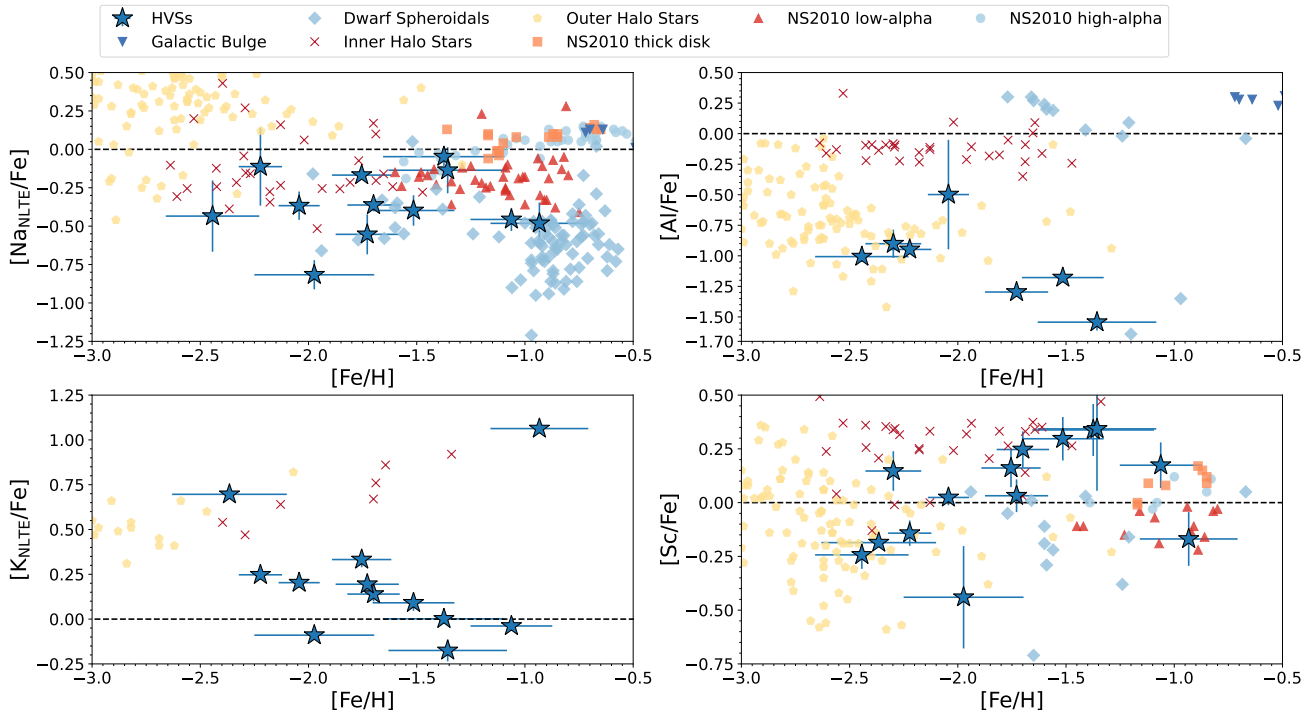 HVSs Dwarf Spheroidals Outer Halo Stars NS2010 low-alpha NS2010 high-alpha
Galactic Bulge Inner Halo Stars NS2010 thick disk
0.50
0.25
0.00
−0.25
−0.50
−0.75
−1.00
−1.25
[Na_NLTE/Fe]
−3.0 −2.5 −2.0 −1.5 −1.0 −0.5
[Fe/H]
0.50
0.25
0.00
−0.25
−0.50
−0.75
−1.00
−1.25
−1.50
−1.70
[Al/Fe]
−3.0 −2.5 −2.0 −1.5 −1.0 −0.5
[Fe/H]
1.25
1.00
0.75
0.50
0.25
0.00
−0.25
[K_NLTE/Fe]
−3.0 −2.5 −2.0 −1.5 −1.0 −0.5
[Fe/H]
0.50
0.25
0.00
−0.25
−0.50
−0.75
[Sc/Fe]
−3.0 −2.5 −2.0 −1.5 −1.0 −0.5
[Fe/H]